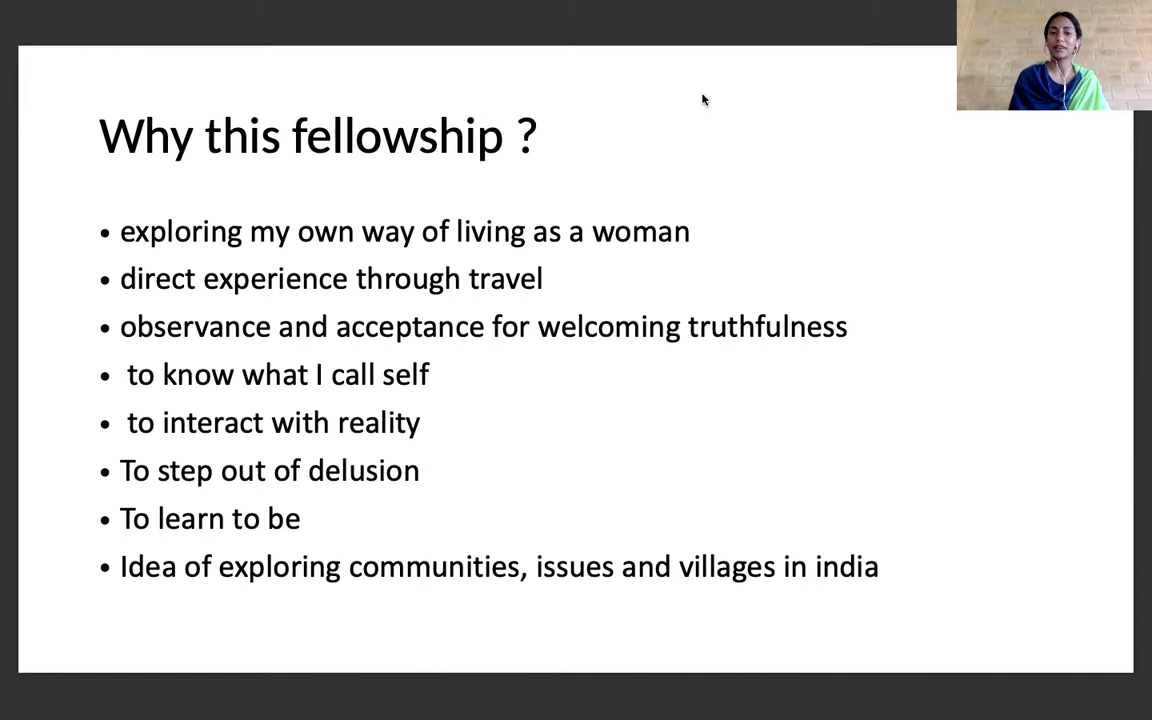 Why this fellowship ?
• exploring my own way of living as a woman
• direct experience through travel
• observance and acceptance for welcoming truthfulness
• to know what I call self
• to interact with reality
• To step out of delusion
• To learn to be
• Idea of exploring communities, issues and villages in india